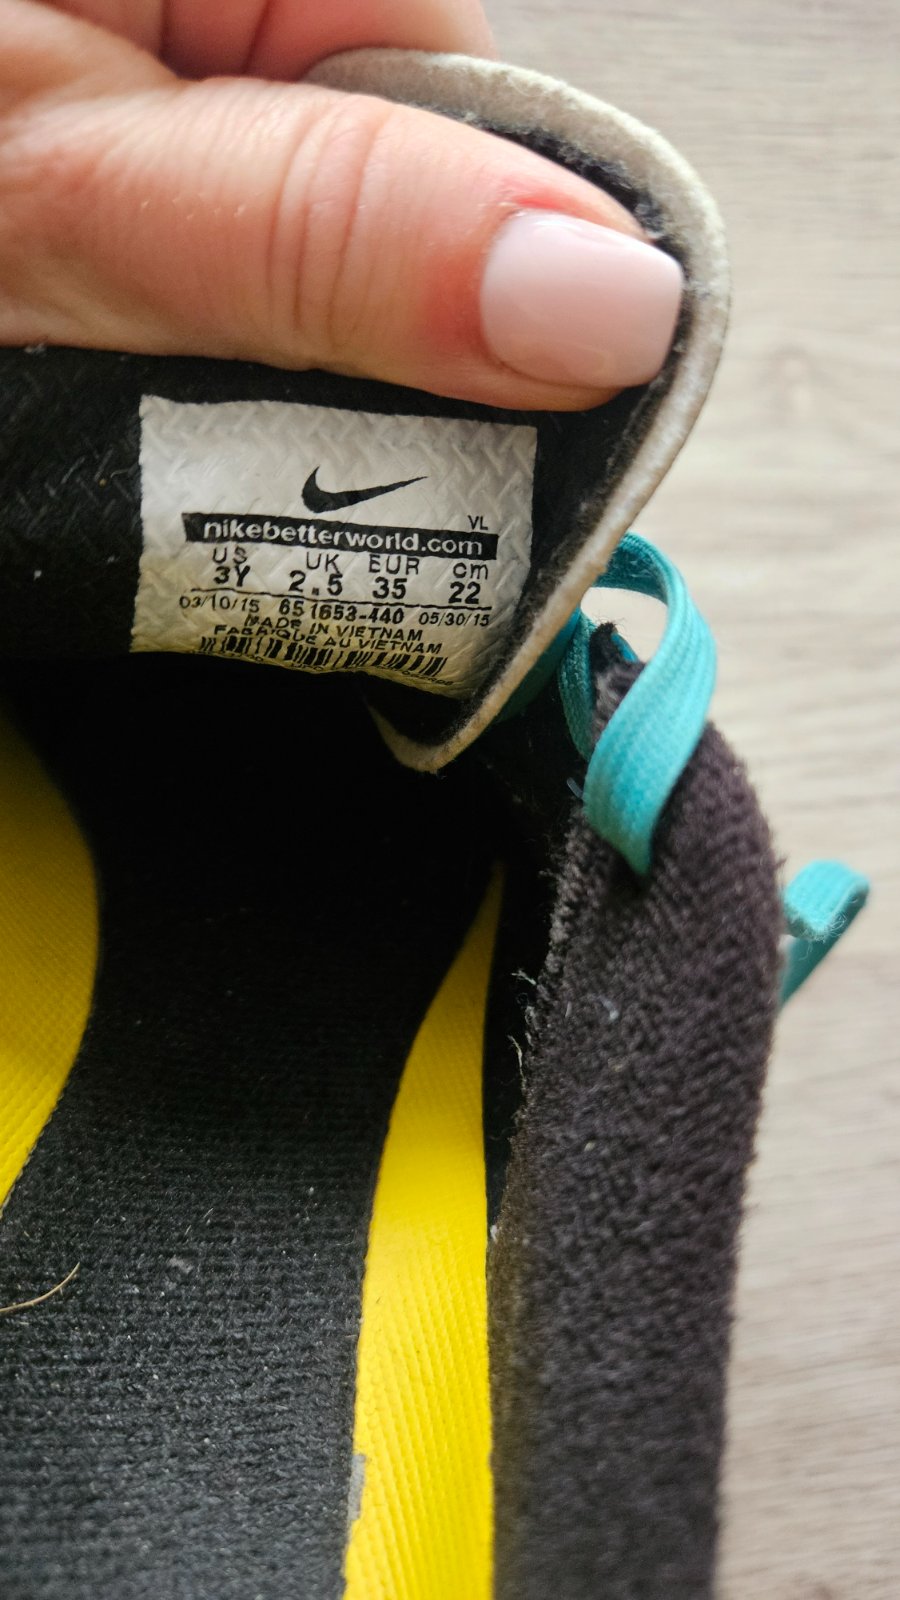 VL
nikebetterworld.com
US UK EUR cm
3Y 2.5 35 22
03/10/15 651653-440 05/30/15
MADE IN VIETNAM
FABRIQUE AU VIETNAM